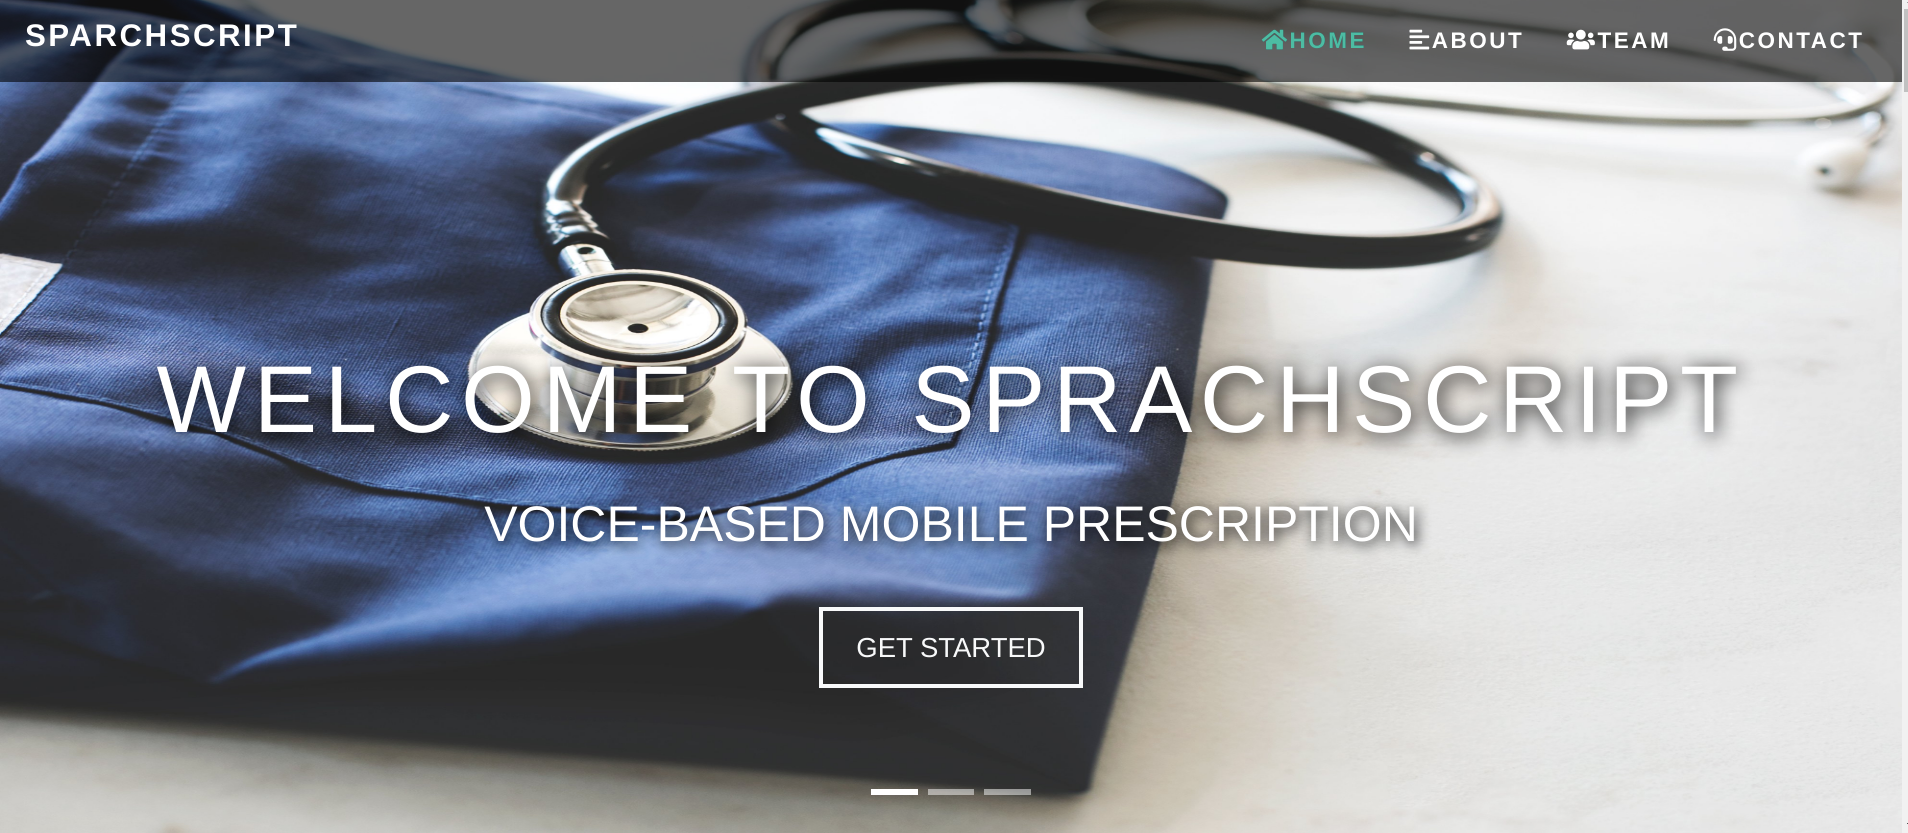 SPARCHSCRIPT
HOME ABOUT TEAM CONTACT
WELCOME TO SPRACHSCRIPT
VOICE-BASED MOBILE PRESCRIPTION
GET STARTED